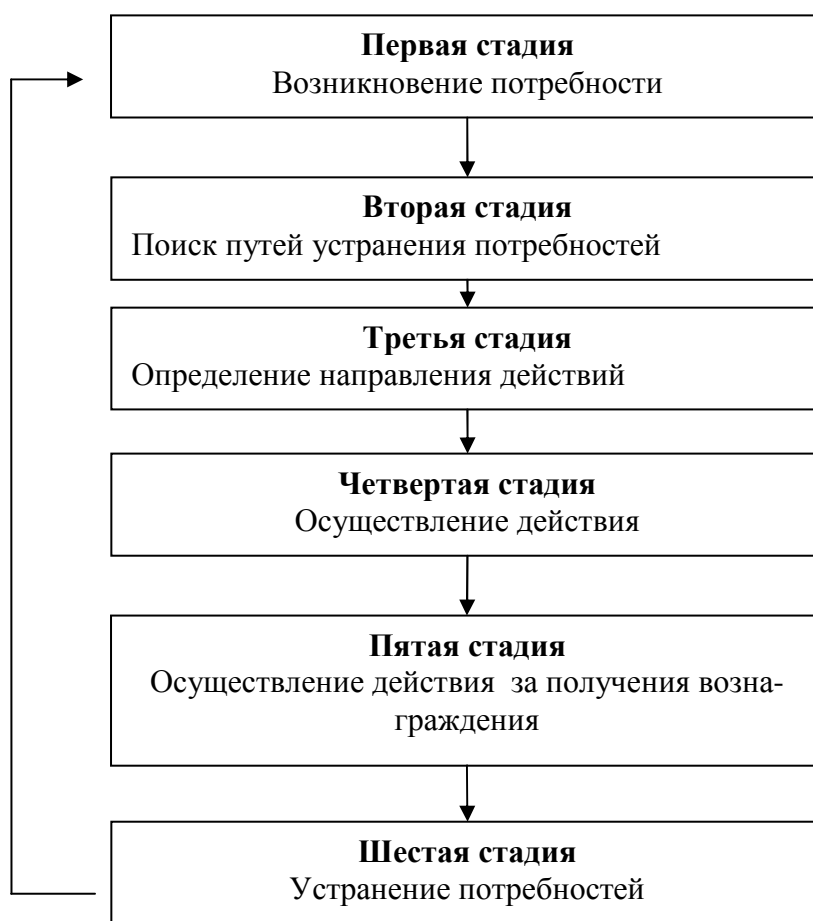 Первая стадия
Возникновение потребности
Вторая стадия
Поиск путей устранения потребностей
Третья стадия
Определение направления действий
Четвертая стадия
Осуществление действия
Пятая стадия
Осуществление действия за получения возна-
граждения
Шестая стадия
Устранение потребностей